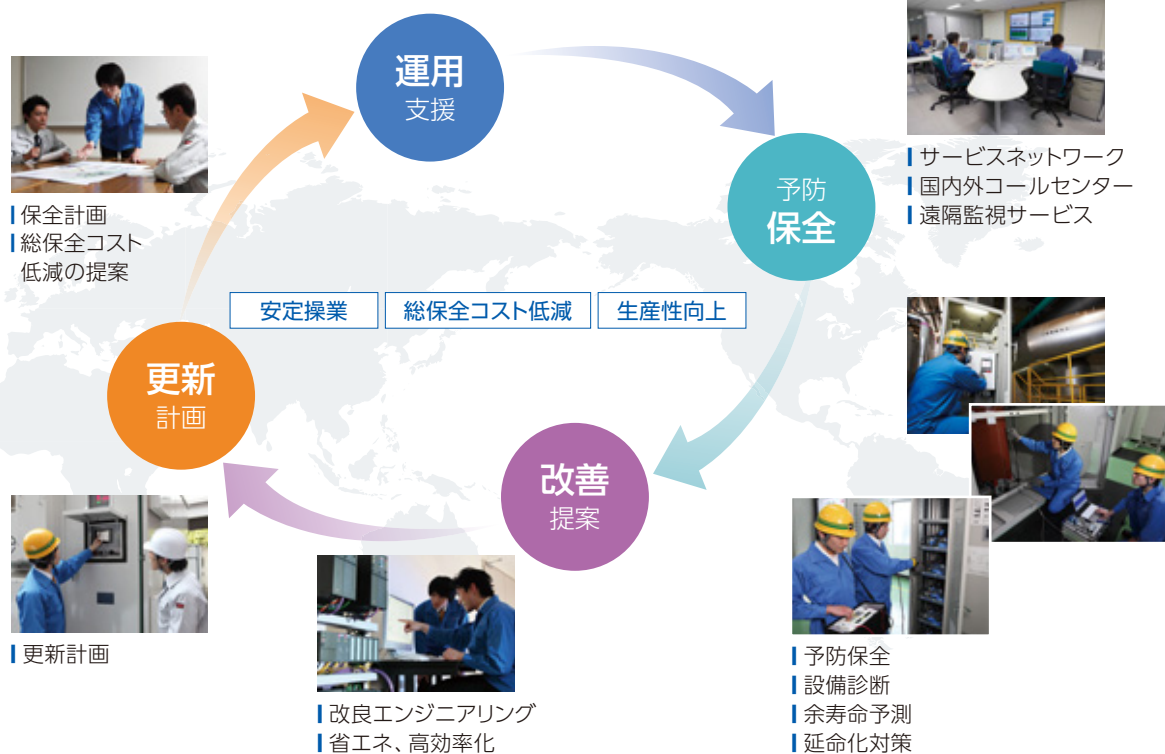 運用
支援
保全計画
総保全コスト
低減の提案
サービスネットワーク
国内外コールセンター
遠隔監視サービス
予防
保全
安定操業
総保全コスト低減
生産性向上
更新
計画
改善
提案
更新計画
改良エンジニアリング
省エネ、高効率化
予防保全
設備診断
余寿命予測
延命化対策